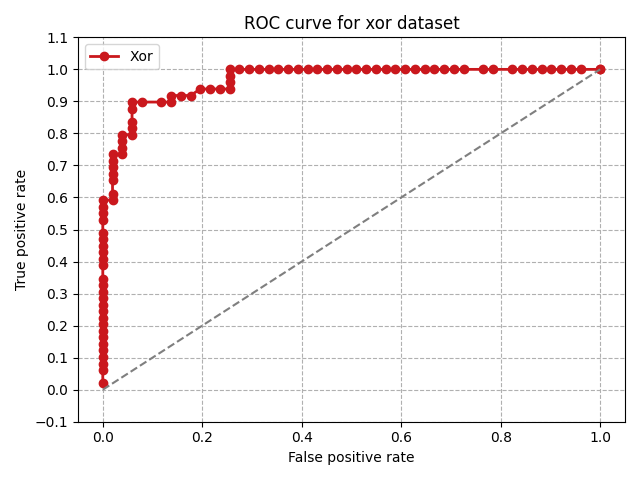 ROC curve for xor dataset
Xor
True positive rate
1.1
1.0
0.9
0.8
0.7
0.6
0.5
0.4
0.3
0.2
0.1
0.0
−0.1
0.0 0.2 0.4 0.6 0.8 1.0
False positive rate